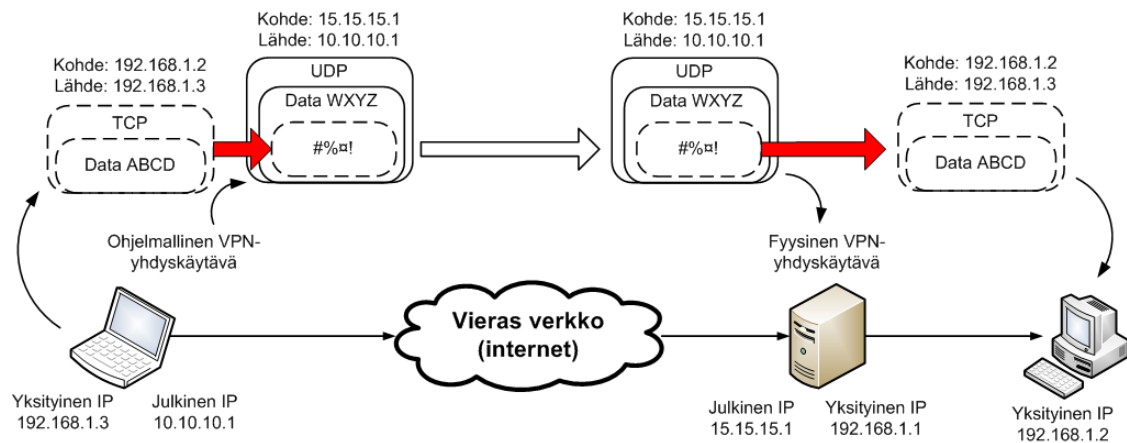 Kohde: 15.15.15.1
Lähde: 10.10.10.1
Kohde: 15.15.15.1
Lähde: 10.10.10.1
Kohde: 192.168.1.2
Lähde: 192.168.1.3
UDP
UDP
Kohde: 192.168.1.2
Lähde: 192.168.1.3
TCP
Data ABCD
Data WXYZ
#%¤!
Data WXYZ
#%¤!
TCP
Data ABCD
Ohjelmallinen VPN-
yhdyskäytävä
Fyysinen VPN-
yhdyskäytävä
Vieras verkko
(internet)
Yksityinen IP
192.168.1.3
Julkinen IP
10.10.10.1
Julkinen IP
15.15.15.1
Yksityinen IP
192.168.1.1
Yksityinen IP
192.168.1.2